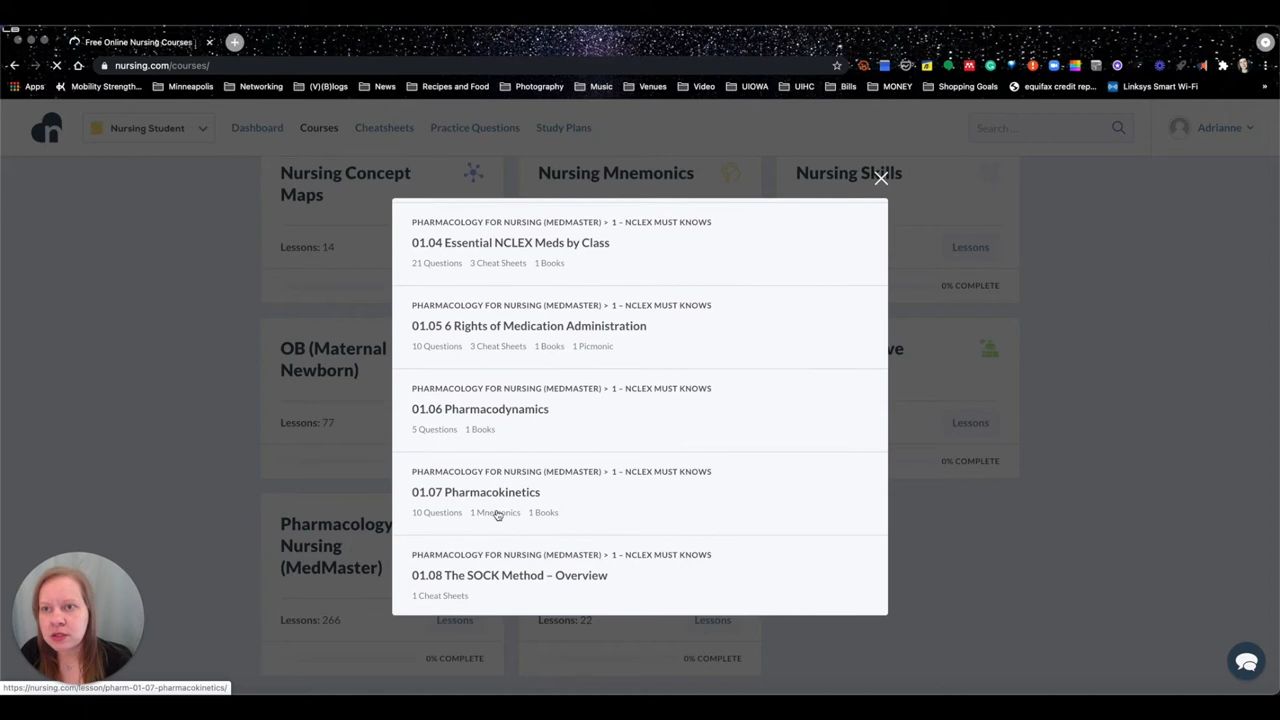 Free Online Nursing Courses
nursing.com/courses/
Apps Mobility Strength... Minneapolis Networking (V)(B)logs News Recipes and Food Photography Music Venues Video UIOWA UIHC Bills MONEY Shopping Goals equifax credit rep... Linksys Smart Wi-Fi »
Nursing Student Dashboard Courses Cheatsheets Practice Questions Study Plans Search ... Adrianne
Nursing Concept Maps
Lessons: 14
Nursing Mnemonics
Nursing Skills
Lessons
0% COMPLETE
PHARMACOLOGY FOR NURSING (MEDMASTER) > 1 – NCLEX MUST KNOWS
01.04 Essential NCLEX Meds by Class
21 Questions 3 Cheat Sheets 1 Books
PHARMACOLOGY FOR NURSING (MEDMASTER) > 1 – NCLEX MUST KNOWS
01.05 6 Rights of Medication Administration
10 Questions 3 Cheat Sheets 1 Books 1 Picmonic
PHARMACOLOGY FOR NURSING (MEDMASTER) > 1 – NCLEX MUST KNOWS
01.06 Pharmacodynamics
5 Questions 1 Books
PHARMACOLOGY FOR NURSING (MEDMASTER) > 1 – NCLEX MUST KNOWS
01.07 Pharmacokinetics
10 Questions 1 Mnemonics 1 Books
PHARMACOLOGY FOR NURSING (MEDMASTER) > 1 – NCLEX MUST KNOWS
01.08 The SOCK Method – Overview
1 Cheat Sheets
OB (Maternal
Newborn)
Lessons: 77
ve
Lessons
0% COMPLETE
Pharmacology
Nursing
(MedMaster)
Lessons: 266 Lessons
0% COMPLETE
Lessons: 22 Lessons
0% COMPLETE
https://nursing.com/lesson/pharm-01-07-pharmacokinetics/